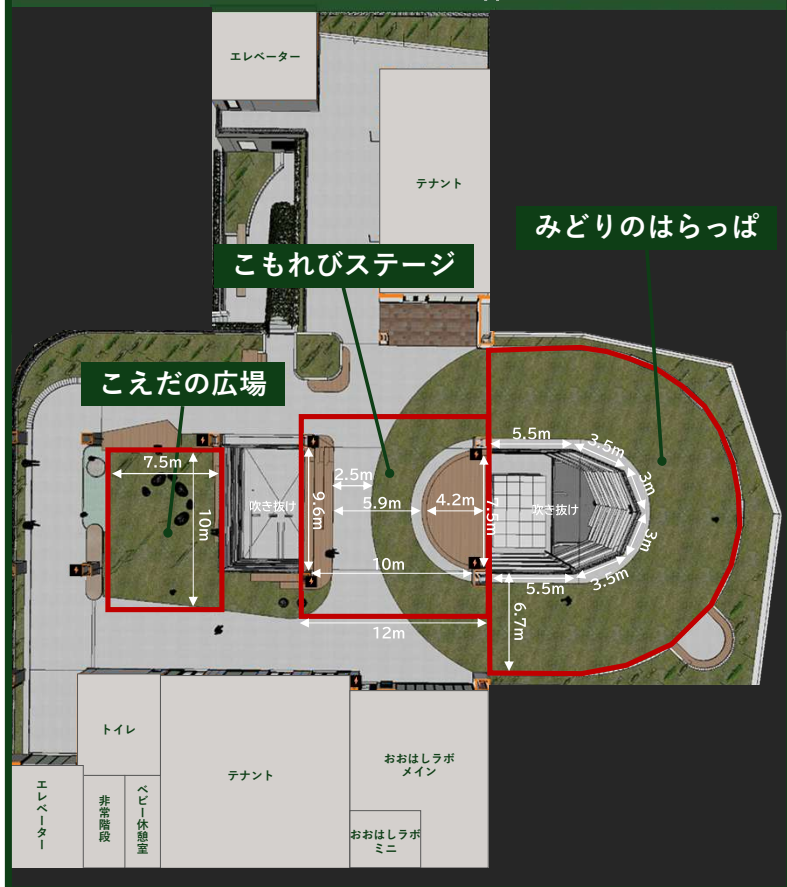 エレベーター
テナント
みどりのはらっぱ
こもれびステージ
こえだの広場
5.5m
3.5m
3m
3m
3.5m
5.5m
6.7m
7.5m
10m
吹き抜け
9.6m
2.5m
5.9m
4.2m
7.5m
吹き抜け
10m
12m
トイレ
テナント
おおはしラボ
メイン
エレベーター
非常階段
ベビー休憩室
おおはしラボ
ミニ